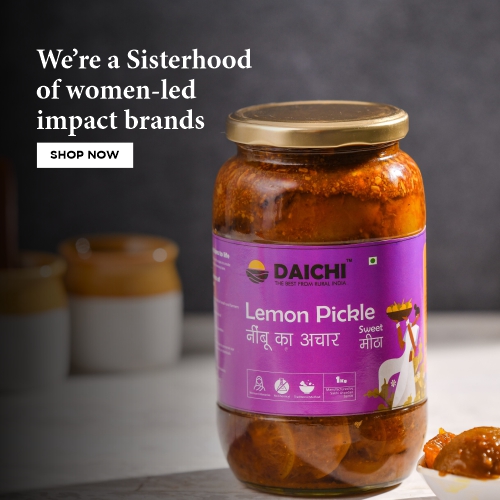 We're a Sisterhood
of women-led
impact brands
SHOP NOW
DAICHI™
THE BEST FROM RURAL INDIA
Lemon Pickle
नींबू का अचार
Sweet
मीठा
1KG